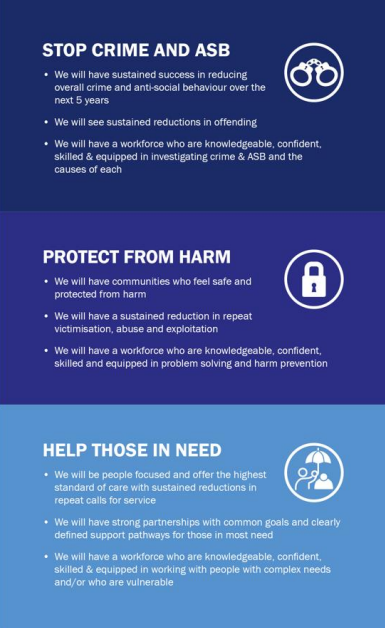 STOP CRIME AND ASB
• We will have sustained success in reducing
overall crime and anti-social behaviour over the
next 5 years
• We will see sustained reductions in offending
• We will have a workforce who are knowledgeable, confident,
skilled & equipped in investigating crime & ASB and the
causes of each
PROTECT FROM HARM
• We will have communities who feel safe and
protected from harm
• We will have a sustained reduction in repeat
victimisation, abuse and exploitation
• We will have a workforce who are knowledgeable, confident,
skilled and equipped in problem solving and harm prevention
HELP THOSE IN NEED
• We will be people focused and offer the highest
standard of care with sustained reductions in
repeat calls for service
• We will have strong partnerships with common goals and clearly
defined support pathways for those in most need
• We will have a workforce who are knowledgeable, confident,
skilled & equipped in working with people with complex needs
and/or who are vulnerable